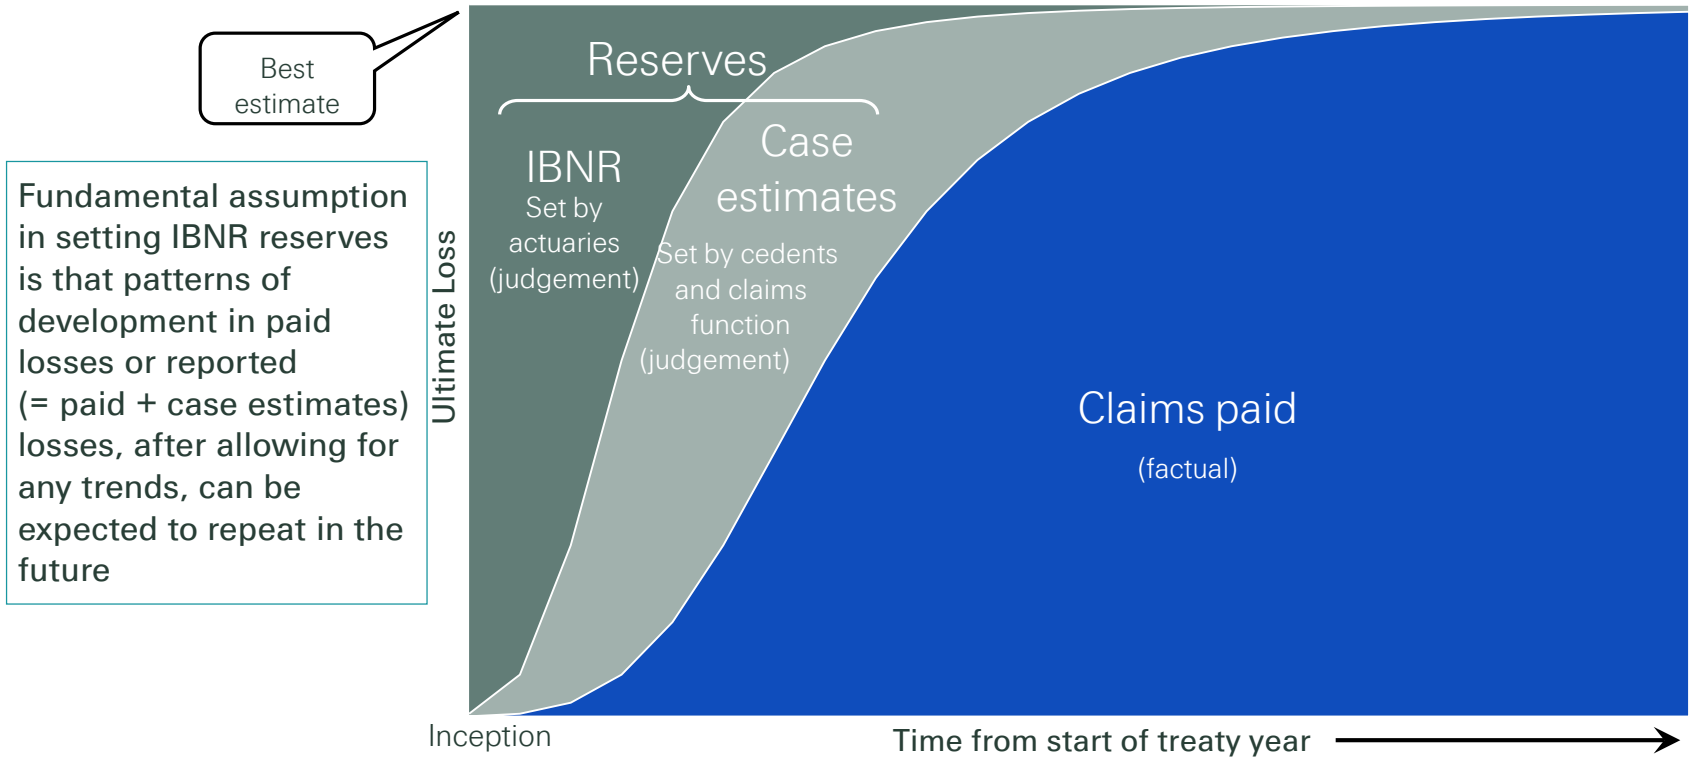 Best
estimate
Fundamental assumption
in setting IBNR reserves
is that patterns of
development in paid
losses or reported
(= paid + case estimates)
losses, after allowing for
any trends, can be
expected to repeat in the
future
Ultimate Loss
Reserves
IBNR
Set by
actuaries
(judgement)
Case
estimates
Set by cedents
and claims
function
(judgement)
Claims paid
(factual)
Inception
Time from start of treaty year